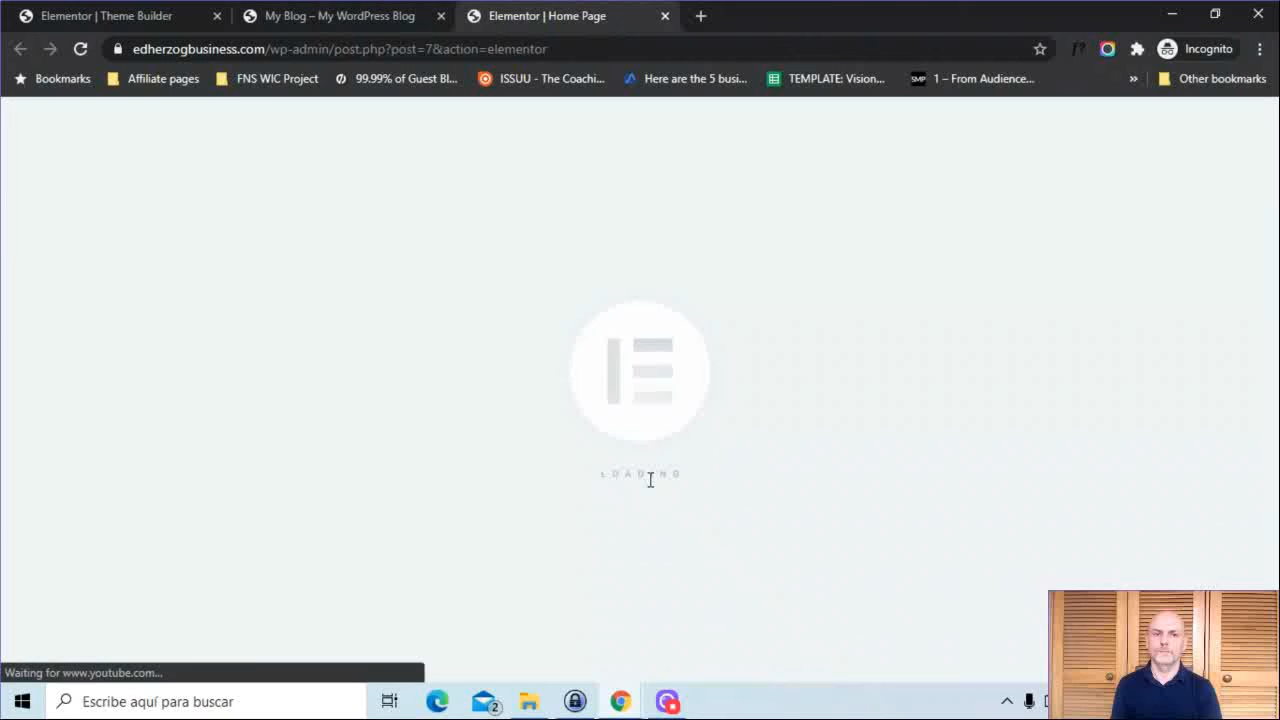 Elementor | Theme Builder
My Blog – My WordPress Blog
Elementor | Home Page
edherzogbusiness.com/wp-admin/post.php?post=7&action=elementor
f?
Incognito
Bookmarks
Affiliate pages
FNS WIC Project
99.99% of Guest Bl...
ISSUU - The Coachi...
Here are the 5 busi...
TEMPLATE: Vision...
SMP
1 – From Audience...
»
Other bookmarks
LOADING
Waiting for www.youtube.com...
Escribe aquí para buscar
2